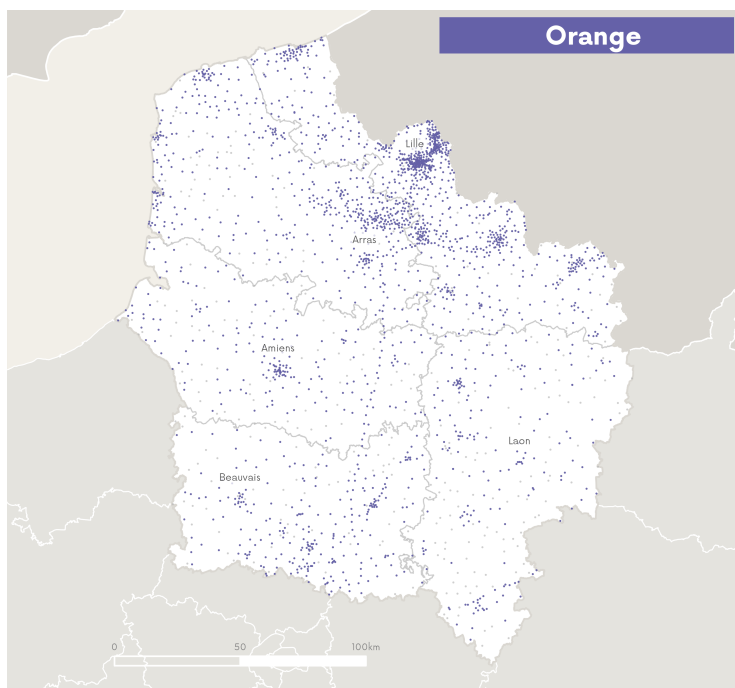 Orange
Lille
Arras
Amiens
Laon
Beauvais
0 50 100km